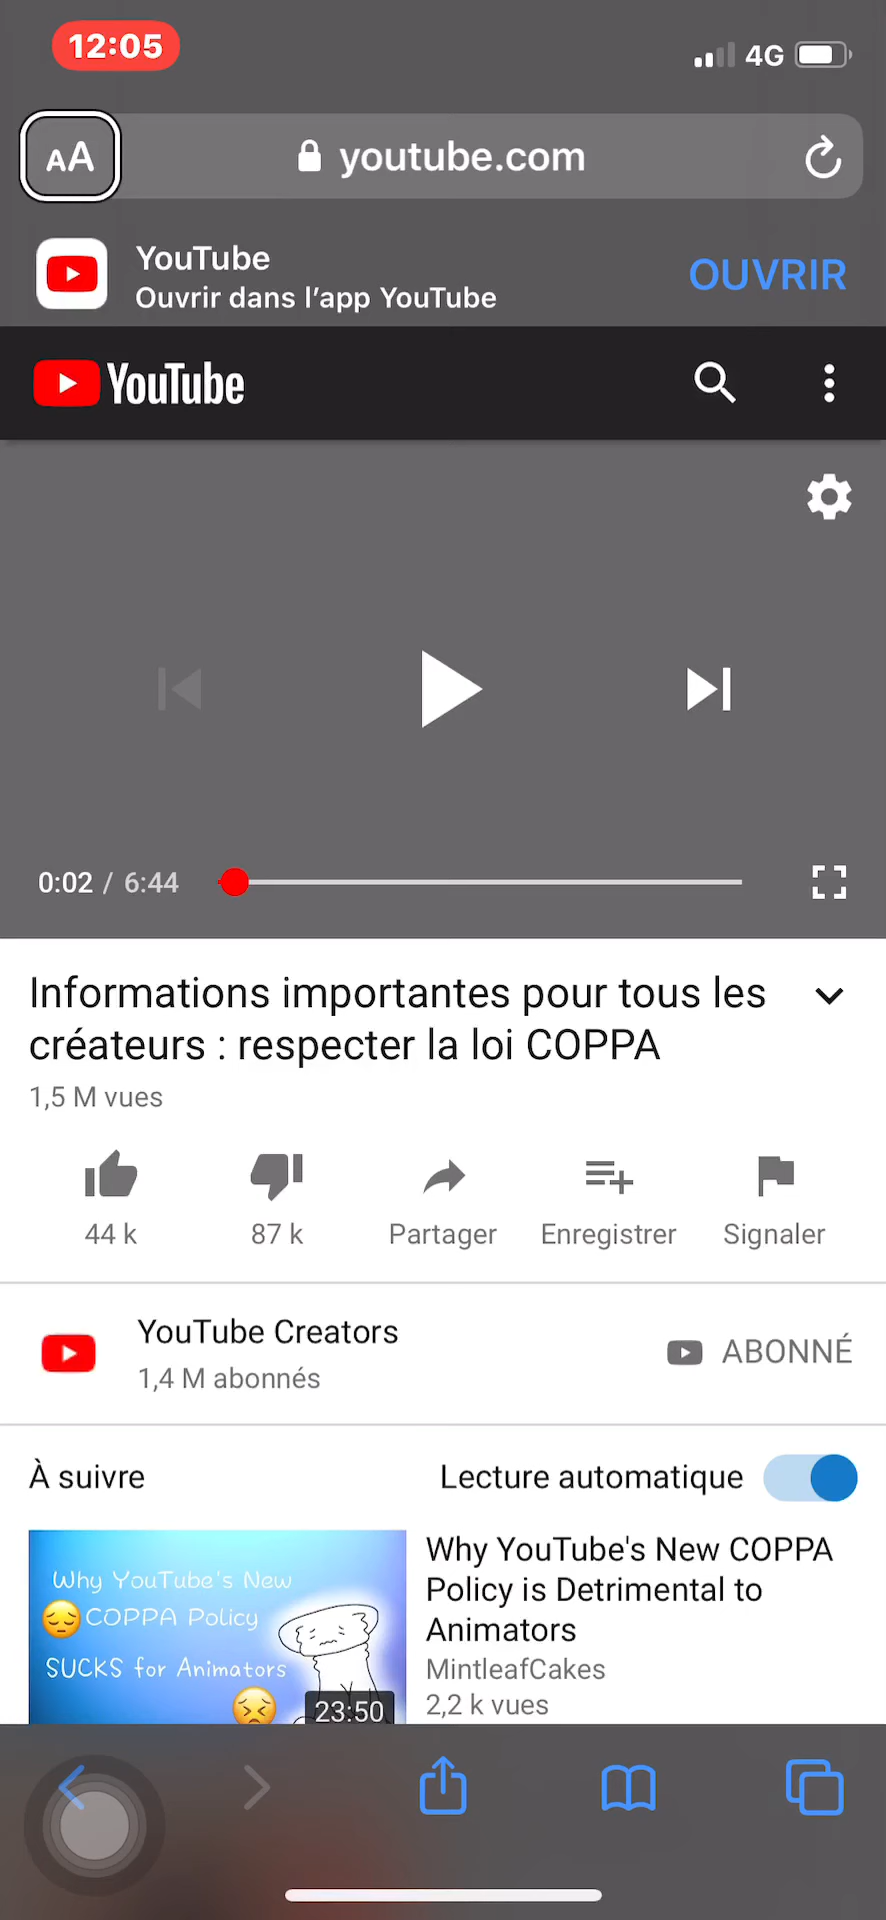 12:05
4G
AA
youtube.com
YouTube
Ouvrir dans l'app YouTube
OUVRIR
YouTube
0:02 / 6:44
Informations importantes pour tous les
créateurs : respecter la loi COPPA
1,5 M vues
44 k
87 k
Partager
Enregistrer
Signaler
YouTube Creators
1,4 M abonnés
ABONNÉ
À suivre
Lecture automatique
Why YouTube's New
COPPA Policy
SUCKS for Animators
23:50
Why YouTube's New COPPA
Policy is Detrimental to
Animators
MintleafCakes
2,2 k vues